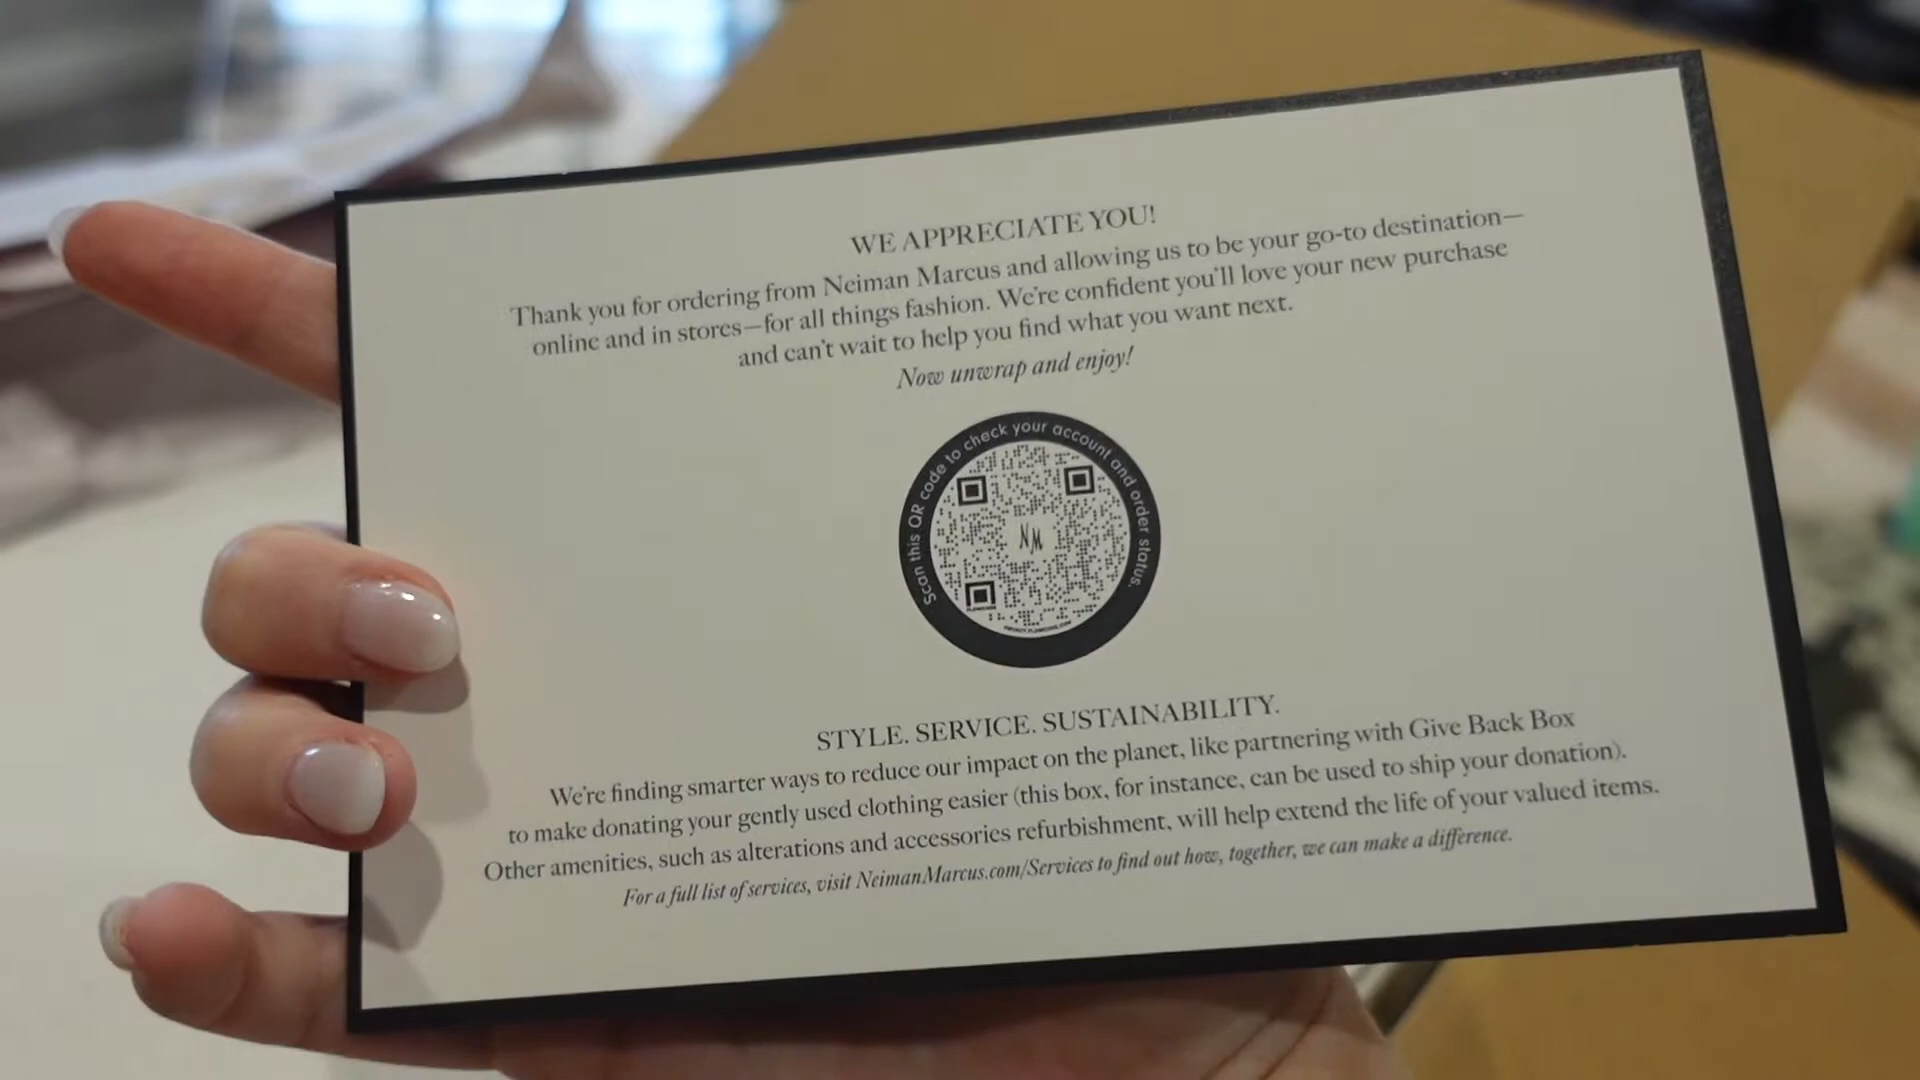 WE APPRECIATE YOU!
Thank you for ordering from Neiman Marcus and allowing us to be your go-to destination—
online and in stores—for all things fashion. We're confident you'll love your new purchase
and can't wait to help you find what you want next.
Now unwrap and enjoy!
Scan this QR code to check your account and order status.
NM
STYLE. SERVICE. SUSTAINABILITY.
We're finding smarter ways to reduce our impact on the planet, like partnering with Give Back Box
to make donating your gently used clothing easier (this box, for instance, can be used to ship your donation).
Other amenities, such as alterations and accessories refurbishment, will help extend the life of your valued items.
For a full list of services, visit NeimanMarcus.com/Services to find out how, together, we can make a difference.